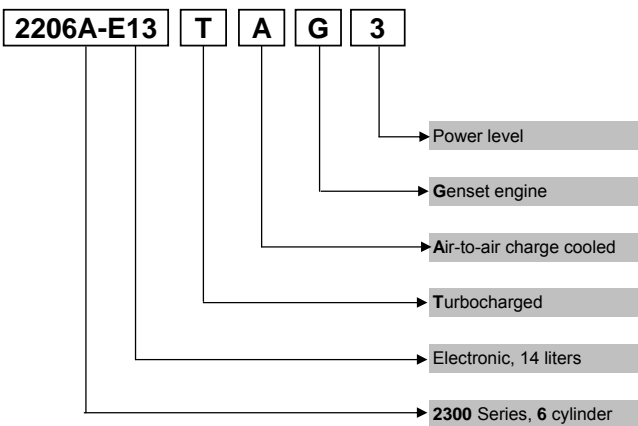 2206A-E13 T A G 3
Power level
Genset engine
Air-to-air charge cooled
Turbocharged
Electronic, 14 liters
2300 Series, 6 cylinder